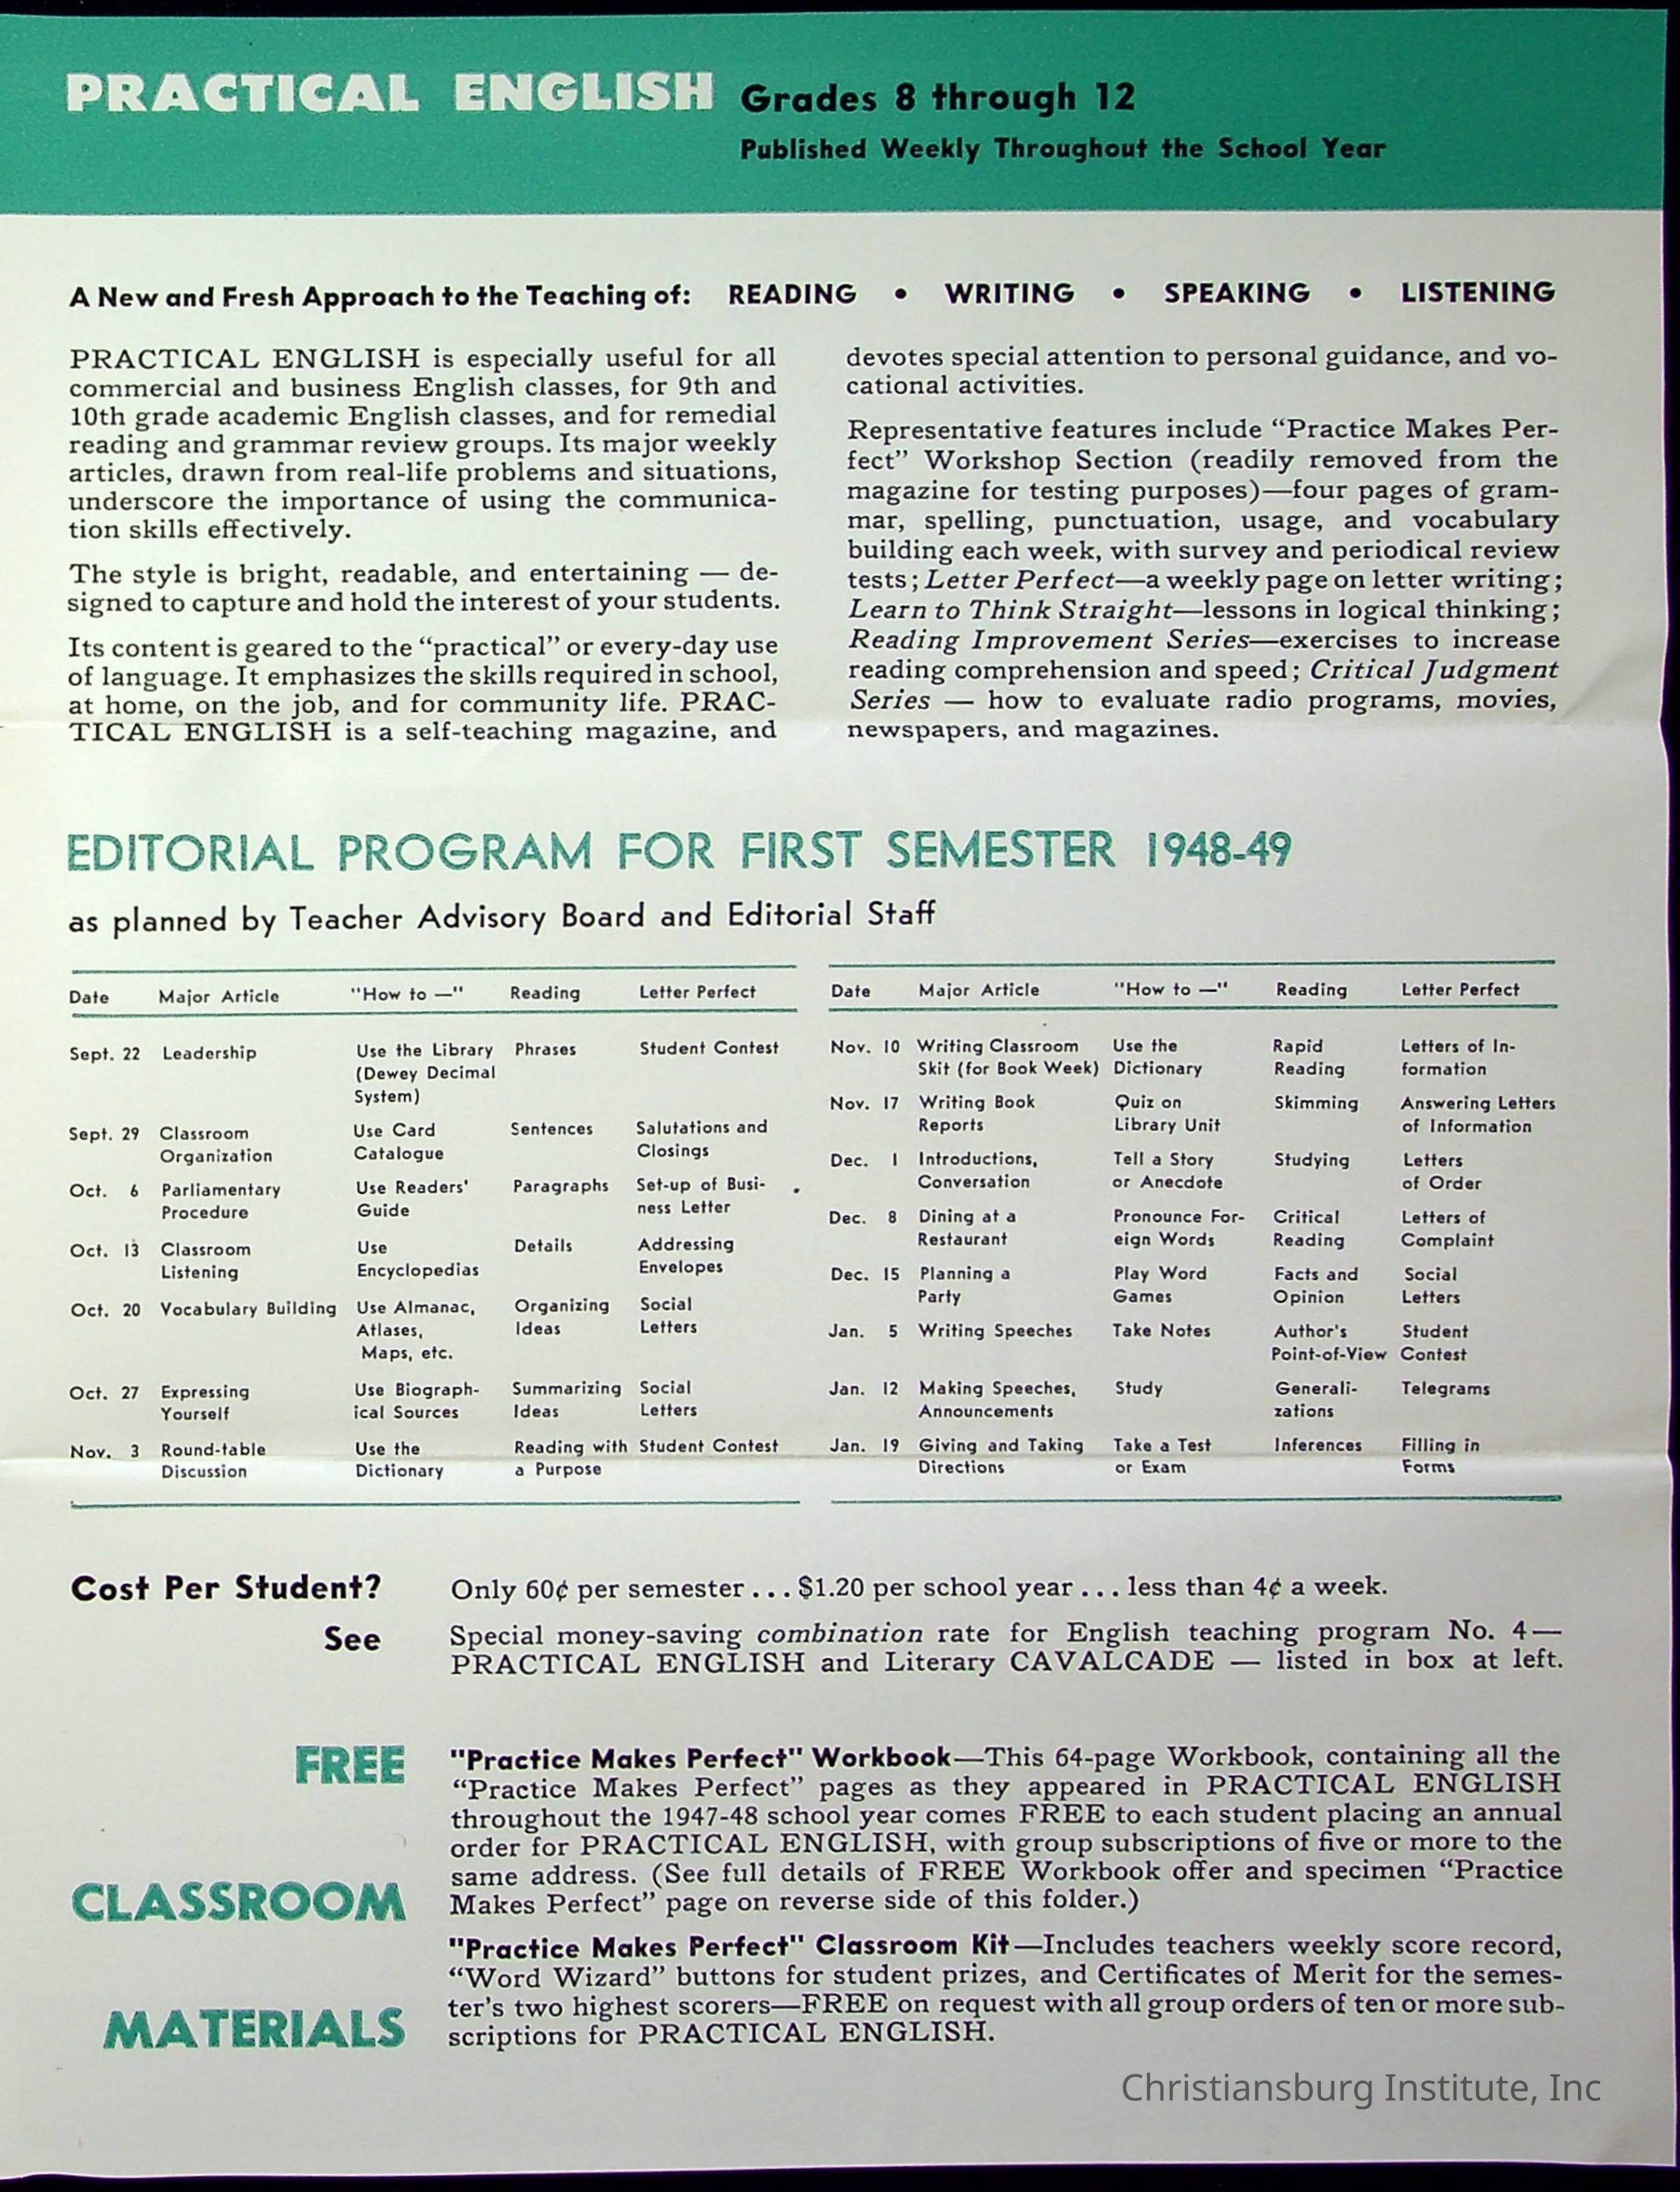 PRACTICAL ENGLISH Grades 8 through 12
Published Weekly Throughout the School Year
A New and Fresh Approach to the Teaching of: READING • WRITING • SPEAKING • LISTENING
PRACTICAL ENGLISH is especially useful for all
commercial and business English classes, for 9th and
10th grade academic English classes, and for remedial
reading and grammar review groups. Its major weekly
articles, drawn from real-life problems and situations,
underscore the importance of using the communica-
tion skills effectively.
The style is bright, readable, and entertaining — de-
signed to capture and hold the interest of your students.
Its content is geared to the “practical” or every-day use
of language. It emphasizes the skills required in school,
at home, on the job, and for community life. PRAC-
TICAL ENGLISH is a self-teaching magazine, and
devotes special attention to personal guidance, and vo-
cational activities.
Representative features include “Practice Makes Per-
fect” Workshop Section (readily removed from the
magazine for testing purposes)—four pages of gram-
mar, spelling, punctuation, usage, and vocabulary
building each week, with survey and periodical review
tests; Letter Perfect—a weekly page on letter writing;
Learn to Think Straight—lessons in logical thinking;
Reading Improvement Series—exercises to increase
reading comprehension and speed; Critical Judgment
Series — how to evaluate radio programs, movies,
newspapers, and magazines.
EDITORIAL PROGRAM FOR FIRST SEMESTER 1948-49
as planned by Teacher Advisory Board and Editorial Staff
Date Major Article "How to —" Reading Letter Perfect
Sept. 22 Leadership Use the Library Phrases Student Contest
(Dewey Decimal
System)
Sept. 29 Classroom Use Card Sentences Salutations and
Organization Catalogue Closings
Oct. 6 Parliamentary Use Readers' Paragraphs Set-up of Busi-
Procedure Guide ness Letter
Oct. 13 Classroom Use Details Addressing
Listening Encyclopedias Envelopes
Oct. 20 Vocabulary Building Use Almanac, Organizing Social
Atlases, Ideas Letters
Maps, etc.
Oct. 27 Expressing Use Biograph- Summarizing Social
Yourself ical Sources Ideas Letters
Nov. 3 Round-table Use the Reading with Student Contest
Discussion Dictionary a Purpose
Date Major Article "How to —" Reading Letter Perfect
Nov. 10 Writing Classroom Use the Rapid Letters of In-
Skit (for Book Week) Dictionary Reading formation
Nov. 17 Writing Book Quiz on Skimming Answering Letters
Reports Library Unit of Information
Dec. 1 Introductions, Tell a Story Studying Letters
Conversation or Anecdote of Order
Dec. 8 Dining at a Pronounce For- Critical Letters of
Restaurant eign Words Reading Complaint
Dec. 15 Planning a Play Word Facts and Social
Party Games Opinion Letters
Jan. 5 Writing Speeches Take Notes Author's Student
Point-of-View Contest
Jan. 12 Making Speeches, Study Generali- Telegrams
Announcements zations
Jan. 19 Giving and Taking Take a Test Inferences Filling in
Directions or Exam Forms
Cost Per Student? Only 60¢ per semester . . . $1.20 per school year . . . less than 4¢ a week.
See Special money-saving combination rate for English teaching program No. 4—
PRACTICAL ENGLISH and Literary CAVALCADE — listed in box at left.
FREE
CLASSROOM
MATERIALS
"Practice Makes Perfect" Workbook—This 64-page Workbook, containing all the
“Practice Makes Perfect” pages as they appeared in PRACTICAL ENGLISH
throughout the 1947-48 school year comes FREE to each student placing an annual
order for PRACTICAL ENGLISH, with group subscriptions of five or more to the
same address. (See full details of FREE Workbook offer and specimen “Practice
Makes Perfect” page on reverse side of this folder.)
"Practice Makes Perfect" Classroom Kit—Includes teachers weekly score record,
“Word Wizard” buttons for student prizes, and Certificates of Merit for the semes-
ter's two highest scorers—FREE on request with all group orders of ten or more sub-
scriptions for PRACTICAL ENGLISH.
Christiansburg Institute, Inc